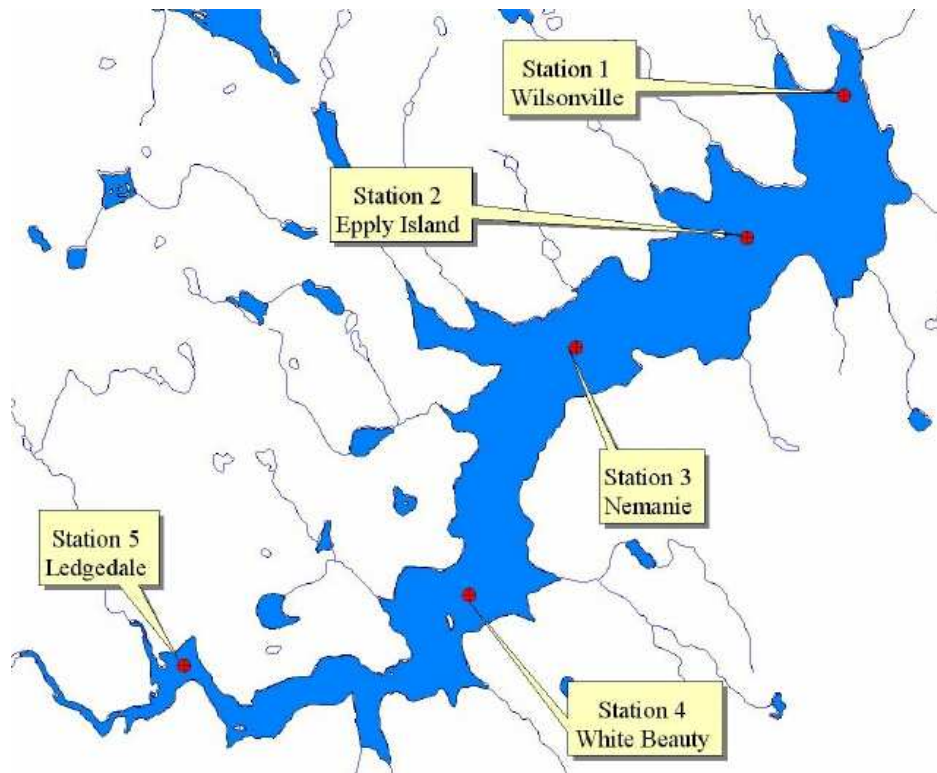 Station 1
Wilsonville
Station 2
Epply Island
Station 3
Nemanie
Station 5
Ledgedale
Station 4
White Beauty